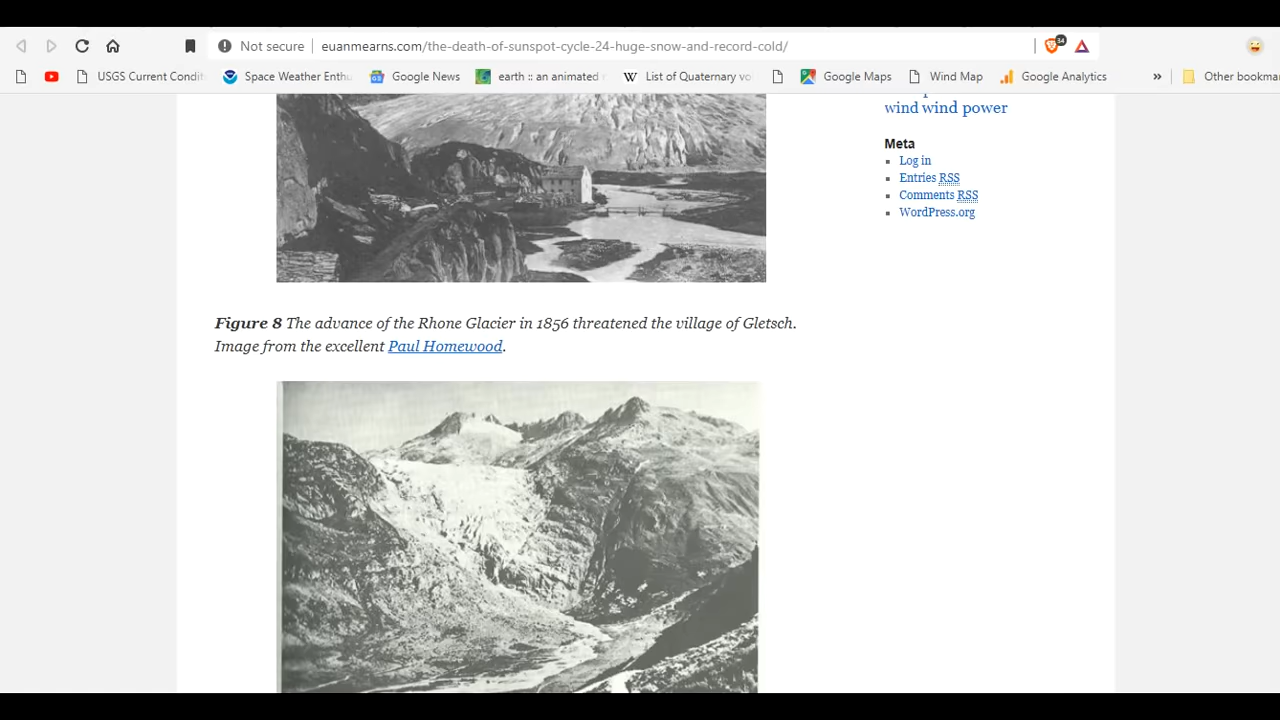 Not secure
euanmearns.com/the-death-of-sunspot-cycle-24-huge-snow-and-record-cold/
34
USGS Current Condit
Space Weather Enthu
Google News
earth :: an animated
List of Quaternary vo
Google Maps
Wind Map
Google Analytics
»
Other bookma
wind wind power
Meta
Log in
Entries RSS
Comments RSS
WordPress.org
Figure 8 The advance of the Rhone Glacier in 1856 threatened the village of Gletsch.
Image from the excellent Paul Homewood.